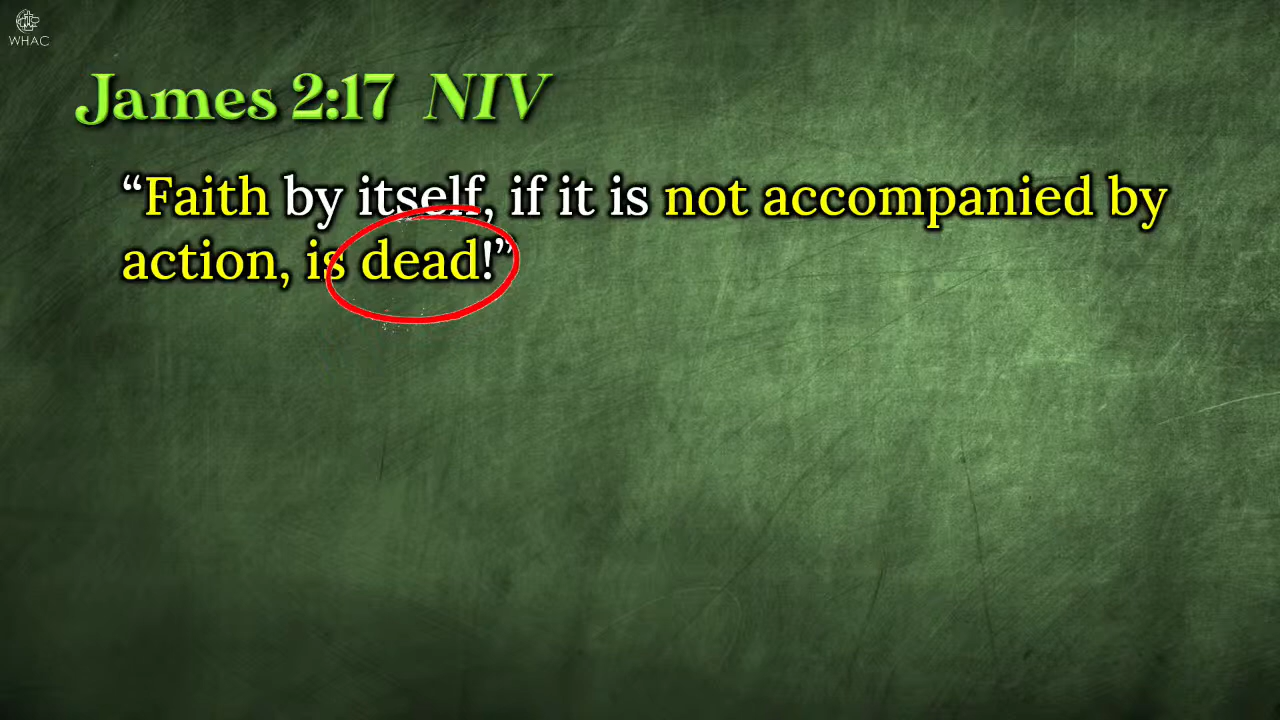 WHAC
James 2:17 NIV
“Faith by itself, if it is not accompanied by
action, is dead!”